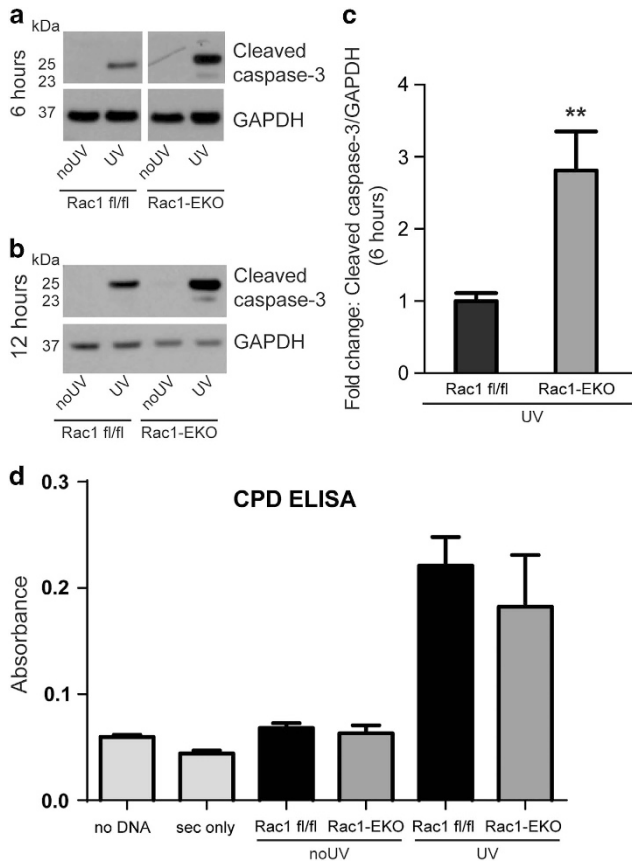 a
kDa
6 hours
25
23
Cleaved
caspase-3
37
GAPDH
noUV
UV
noUV
UV
Rac1 fl/fl
Rac1-EKO
b
kDa
12 hours
25
23
Cleaved
caspase-3
37
GAPDH
noUV
UV
noUV
UV
Rac1 fl/fl
Rac1-EKO
c
Fold change: Cleaved caspase-3/GAPDH
(6 hours)
4
3
2
1
0
**
Rac1 fl/fl
Rac1-EKO
UV
d
CPD ELISA
Absorbance
0.3
0.2
0.1
0.0
no DNA
sec only
Rac1 fl/fl
Rac1-EKO
Rac1 fl/fl
Rac1-EKO
noUV
UV